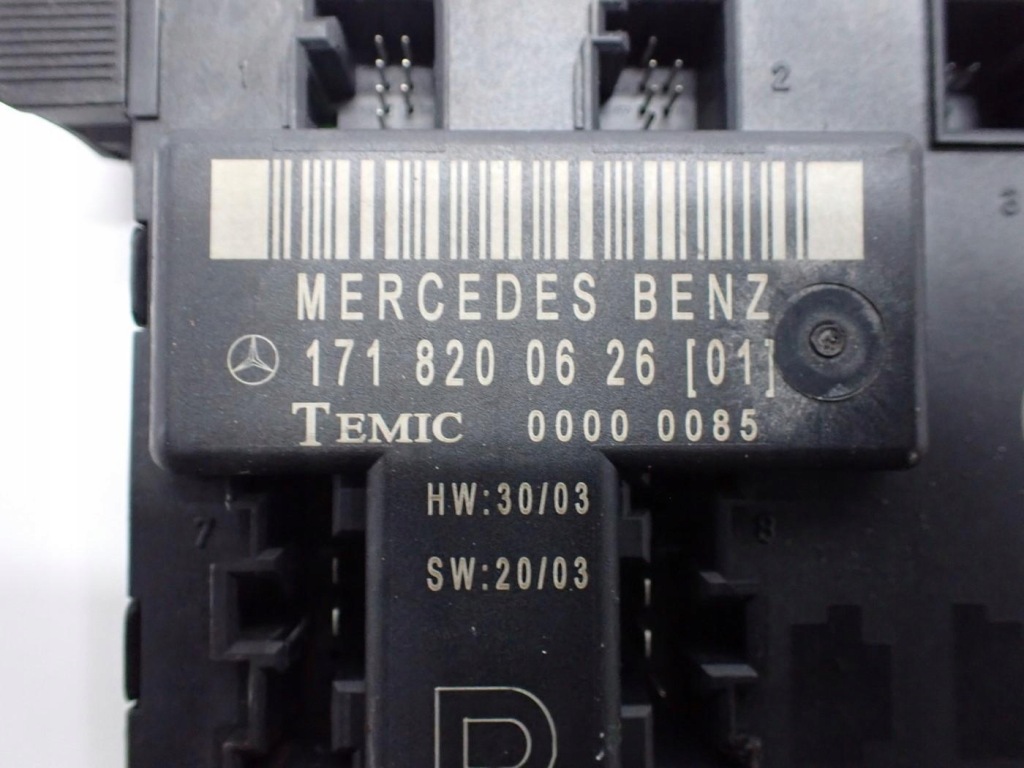 1
2
MERCEDES BENZ
171 820 06 26 [01]
TEMIC 0000 0085
HW:30/03
7
8
SW:20/03